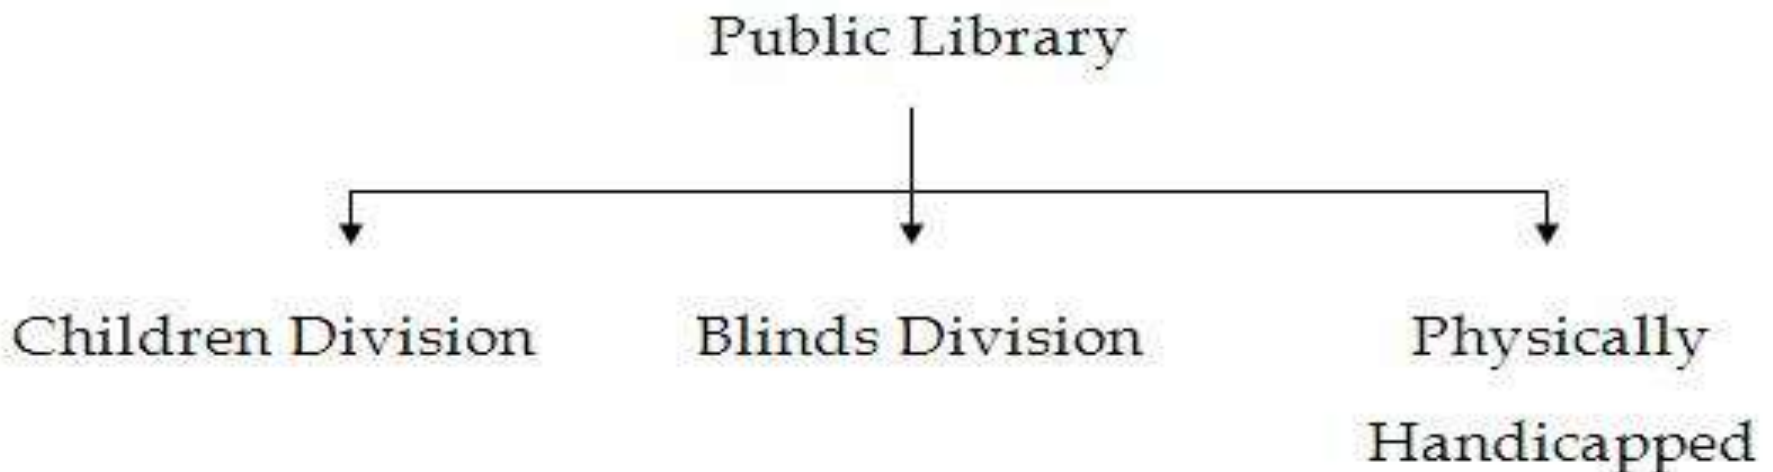 Public Library
Children Division
Blinds Division
Physically
Handicapped